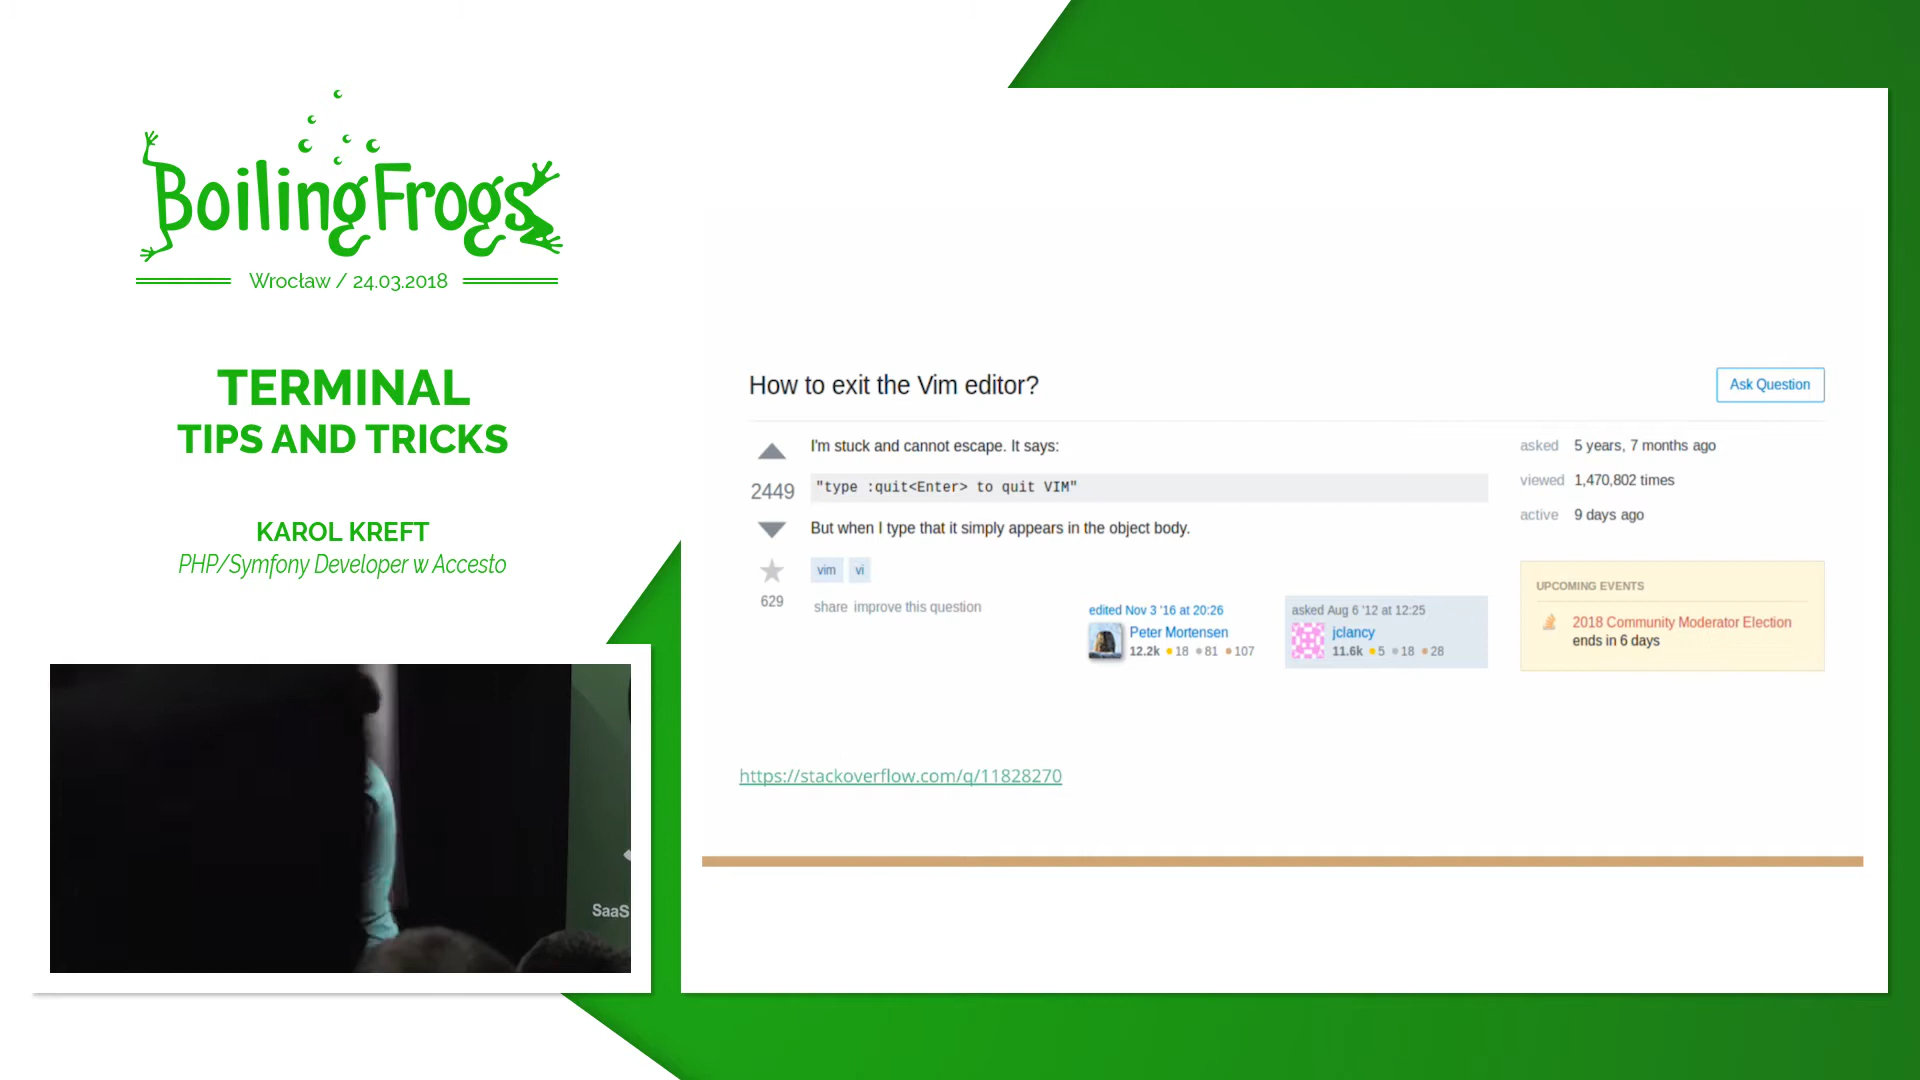 BoilingFrogs
Wrocław / 24.03.2018
TERMINAL
TIPS AND TRICKS
KAROL KREFT
PHP/Symfony Developer w Accesto
SaaS
How to exit the Vim editor?
Ask Question
I'm stuck and cannot escape. It says:
2449
"type :quit<Enter> to quit VIM"
But when I type that it simply appears in the object body.
vim vi
629
share improve this question
edited Nov 3 '16 at 20:26
Peter Mortensen
12.2k 18 81 107
asked Aug 6 '12 at 12:25
jclancy
11.6k 5 18 28
asked 5 years, 7 months ago
viewed 1,470,802 times
active 9 days ago
UPCOMING EVENTS
2018 Community Moderator Election
ends in 6 days
https://stackoverflow.com/q/11828270